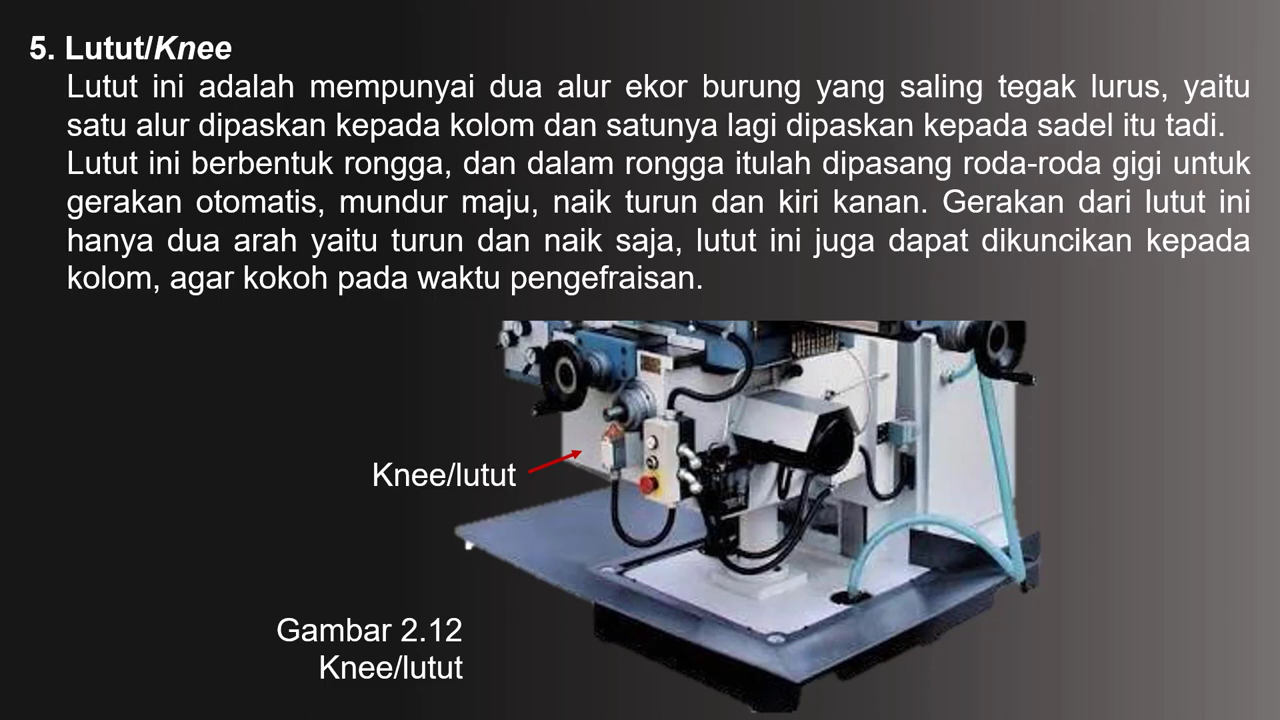 5. Lutut/Knee
Lutut ini adalah mempunyai dua alur ekor burung yang saling tegak lurus, yaitu
satu alur dipaskan kepada kolom dan satunya lagi dipaskan kepada sadel itu tadi.
Lutut ini berbentuk rongga, dan dalam rongga itulah dipasang roda-roda gigi untuk
gerakan otomatis, mundur maju, naik turun dan kiri kanan. Gerakan dari lutut ini
hanya dua arah yaitu turun dan naik saja, lutut ini juga dapat dikuncikan kepada
kolom, agar kokoh pada waktu pengefraisan.
Knee/lutut
Gambar 2.12
Knee/lutut